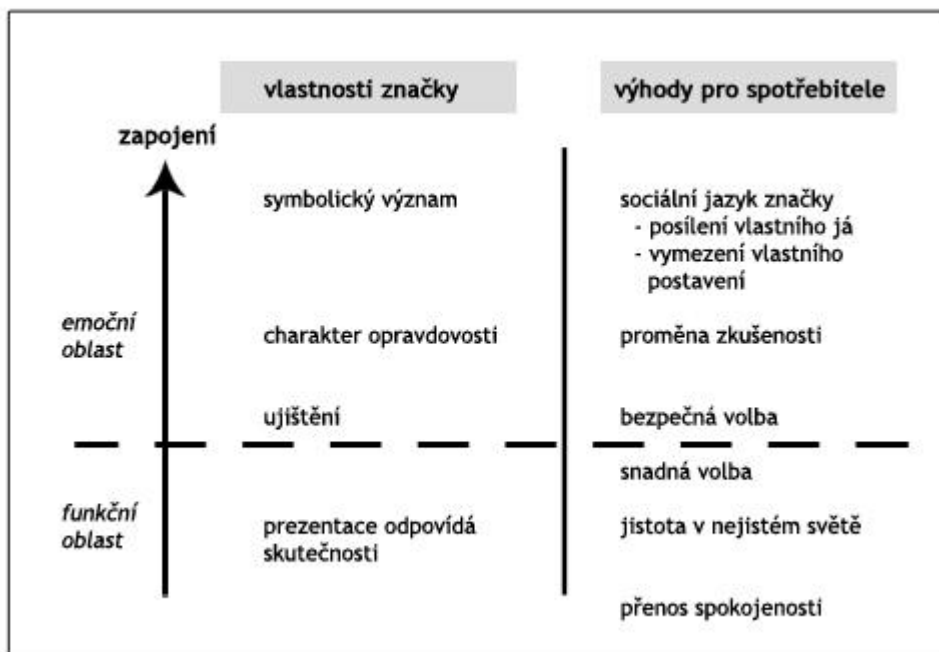 vlastnosti značky
výhody pro spotřebitele
zapojení
symbolický význam
sociální jazyk značky
- posílení vlastního já
- vymezení vlastního
postavení
emoční
oblast
charakter opravdovosti
proměna zkušenosti
ujištění
bezpečná volba
snadná volba
funkční
oblast
prezentace odpovídá
skutečnosti
jistota v nejistém světě
přenos spokojenosti